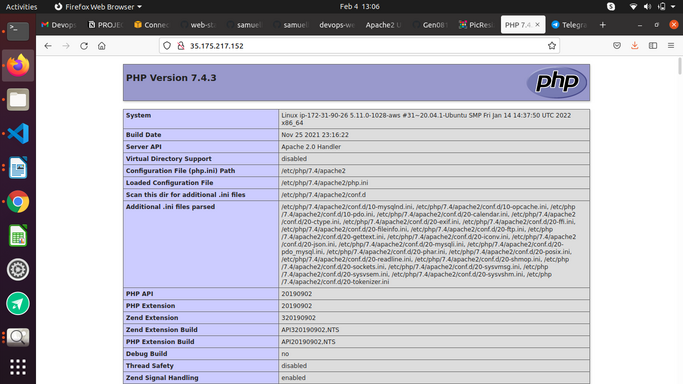 Activities Firefox Web Browser Feb 4 13:06
Devop PROJE Connec web-st samuel samuel devops-we Apache2 U Gen081 PicRes PHP 7.4 Telegra
35.175.217.152
PHP Version 7.4.3
php
System Linux ip-172-31-90-26 5.11.0-1028-aws #31~20.04.1-Ubuntu SMP Fri Jan 14 14:37:50 UTC 2022
x86_64
Build Date Nov 25 2021 23:16:22
Server API Apache 2.0 Handler
Virtual Directory Support disabled
Configuration File (php.ini) Path /etc/php/7.4/apache2
Loaded Configuration File /etc/php/7.4/apache2/php.ini
Scan this dir for additional .ini files /etc/php/7.4/apache2/conf.d
Additional .ini files parsed /etc/php/7.4/apache2/conf.d/10-mysqlnd.ini, /etc/php/7.4/apache2/conf.d/10-opcache.ini, /etc/php
/7.4/apache2/conf.d/10-pdo.ini, /etc/php/7.4/apache2/conf.d/20-calendar.ini, /etc/php/7.4/apache2
/conf.d/20-ctype.ini, /etc/php/7.4/apache2/conf.d/20-exif.ini, /etc/php/7.4/apache2/conf.d/20-ffi.ini,
/etc/php/7.4/apache2/conf.d/20-fileinfo.ini, /etc/php/7.4/apache2/conf.d/20-ftp.ini, /etc/php
/7.4/apache2/conf.d/20-gettext.ini, /etc/php/7.4/apache2/conf.d/20-iconv.ini, /etc/php/7.4/apache2
/conf.d/20-json.ini, /etc/php/7.4/apache2/conf.d/20-mysqli.ini, /etc/php/7.4/apache2/conf.d/20-
pdo_mysql.ini, /etc/php/7.4/apache2/conf.d/20-phar.ini, /etc/php/7.4/apache2/conf.d/20-posix.ini,
/etc/php/7.4/apache2/conf.d/20-readline.ini, /etc/php/7.4/apache2/conf.d/20-shmop.ini, /etc/php
/7.4/apache2/conf.d/20-sockets.ini, /etc/php/7.4/apache2/conf.d/20-sysvmsg.ini, /etc/php
/7.4/apache2/conf.d/20-sysvsem.ini, /etc/php/7.4/apache2/conf.d/20-sysvshm.ini, /etc/php
/7.4/apache2/conf.d/20-tokenizer.ini
PHP API 20190902
PHP Extension 20190902
Zend Extension 320190902
Zend Extension Build API320190902,NTS
PHP Extension Build API20190902,NTS
Debug Build no
Thread Safety disabled
Zend Signal Handling enabled